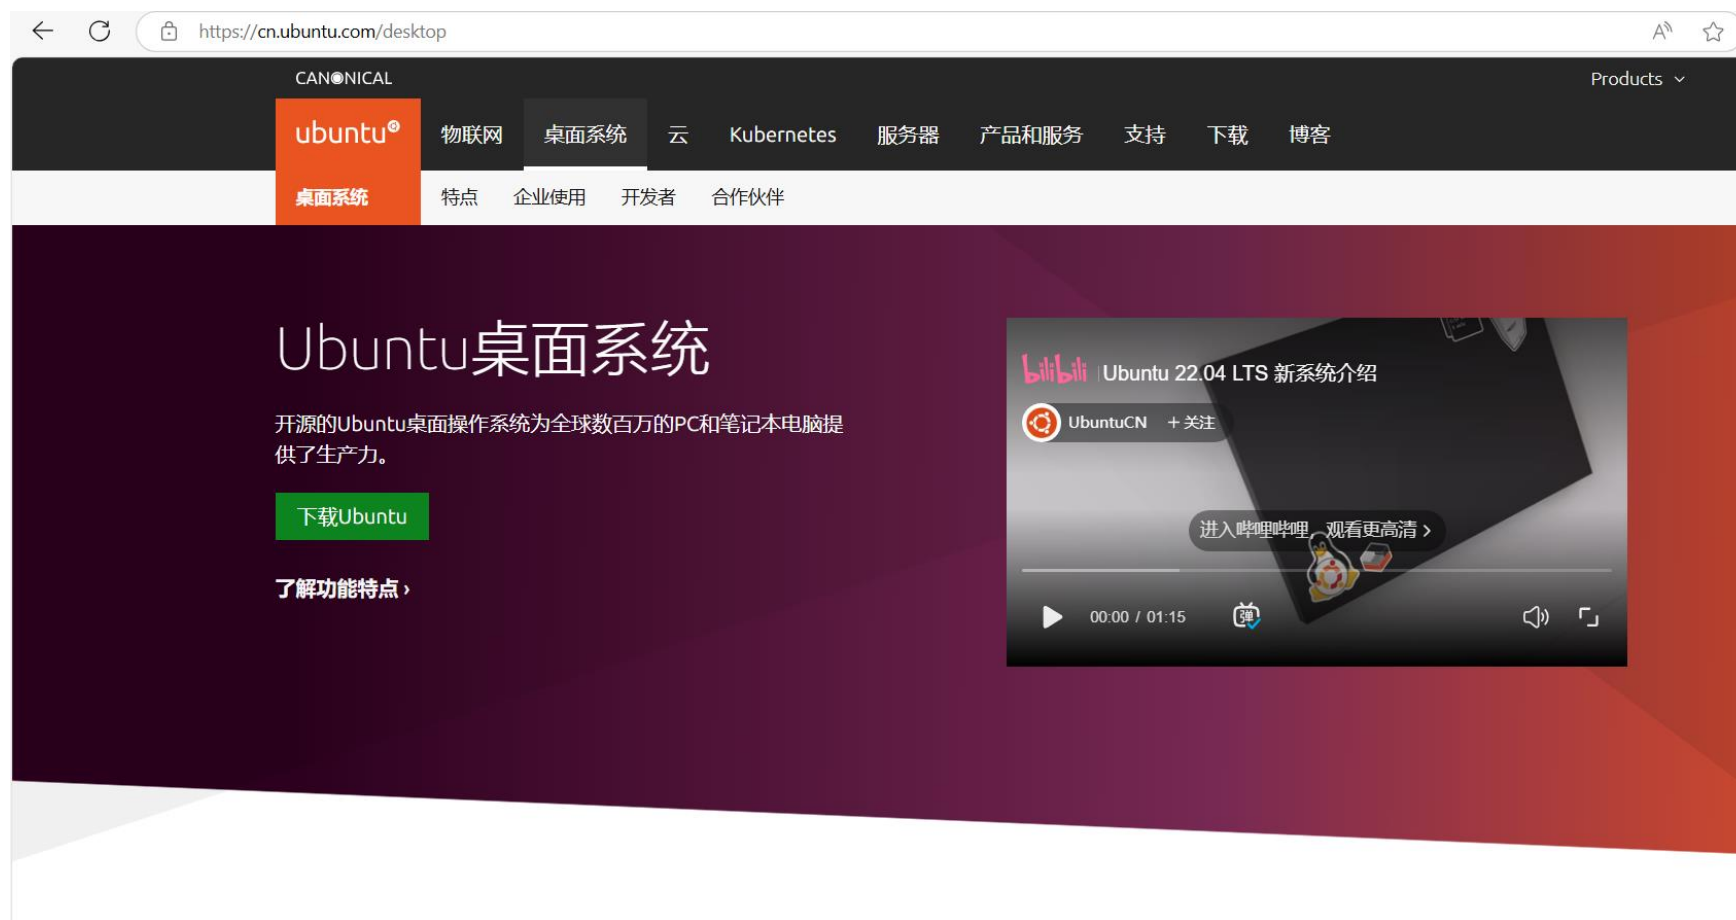 https://cn.ubuntu.com/desktop
CANONICAL
Products
ubuntu 物联网 桌面系统 云 Kubernetes 服务器 产品和服务 支持 下载 博客
桌面系统 特点 企业使用 开发者 合作伙伴
Ubuntu桌面系统
开源的Ubuntu桌面操作系统为全球数百万的PC和笔记本电脑提
供了生产力。
下载Ubuntu
了解功能特点 ›
bilibili Ubuntu 22.04 LTS 新系统介绍
UbuntuCN +关注
进入哔哩哔哩，观看更高清 ›
00:00 / 01:15 弹